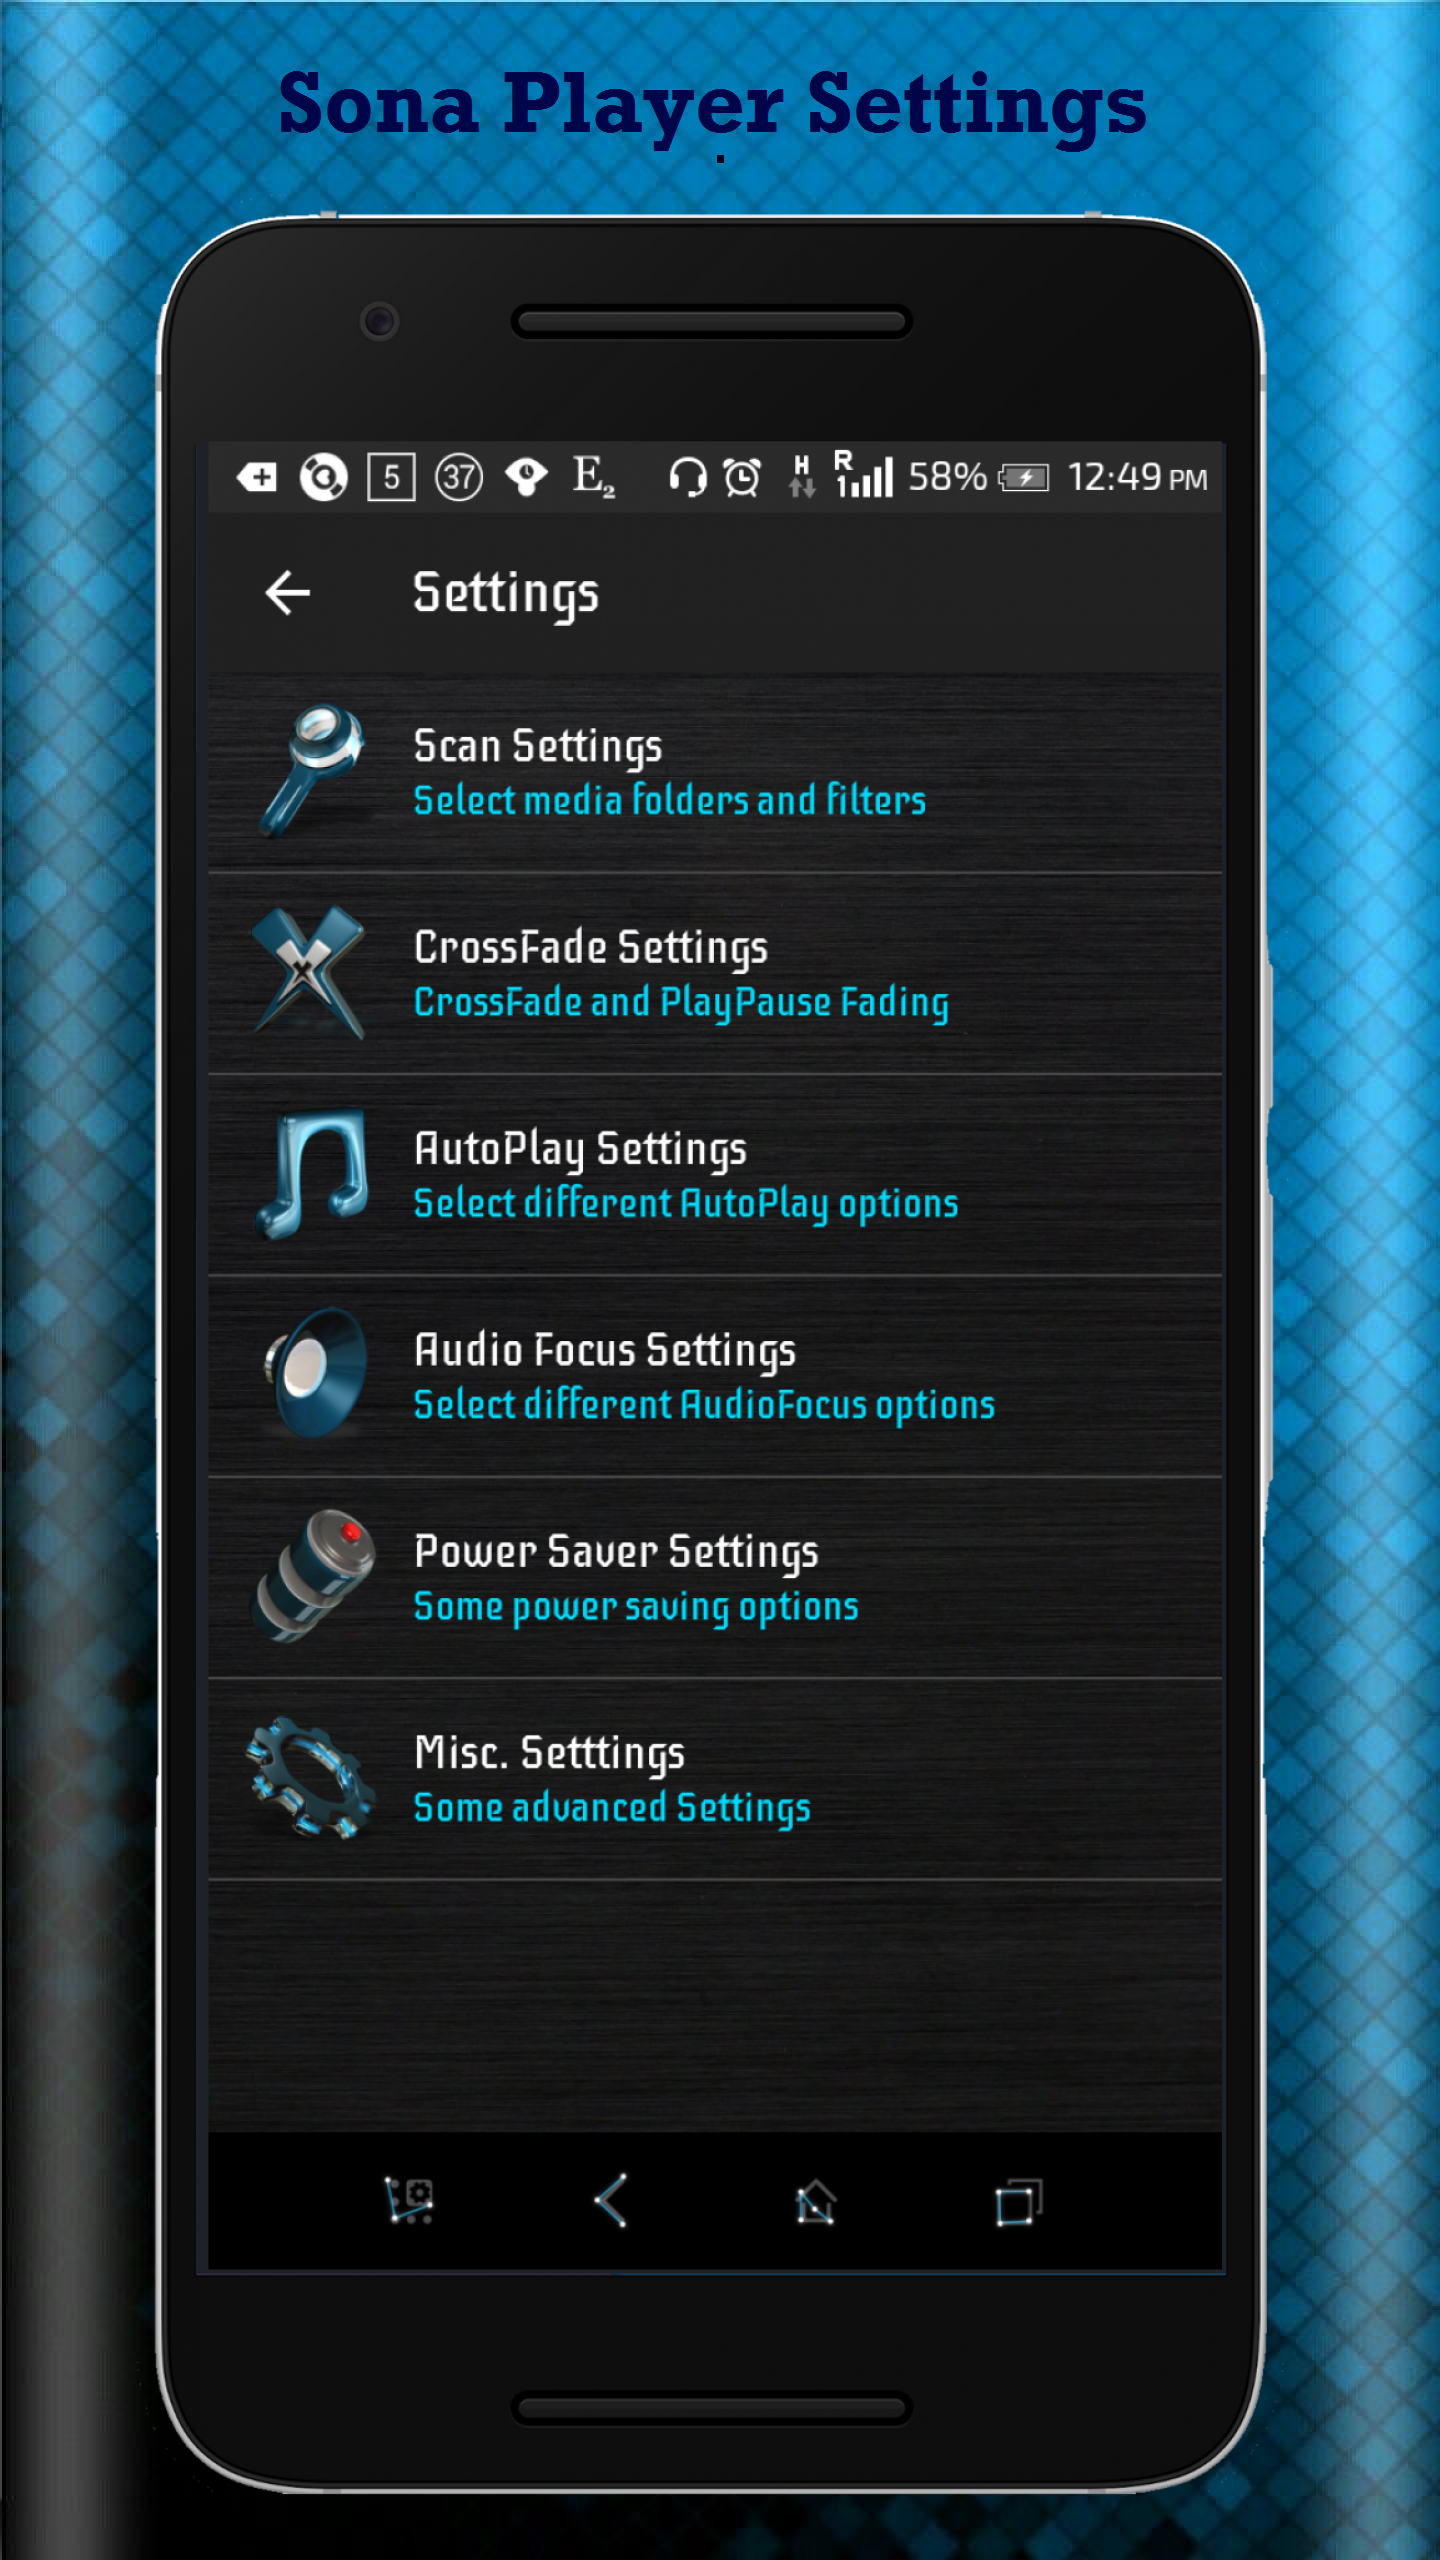 Sona Player Settings
.
5 37 E2 H R 1 58% 12:49 PM
Settings
Scan Settings
Select media folders and filters
CrossFade Settings
CrossFade and PlayPause Fading
AutoPlay Settings
Select different AutoPlay options
Audio Focus Settings
Select different AudioFocus options
Power Saver Settings
Some power saving options
Misc. Setttings
Some advanced Settings